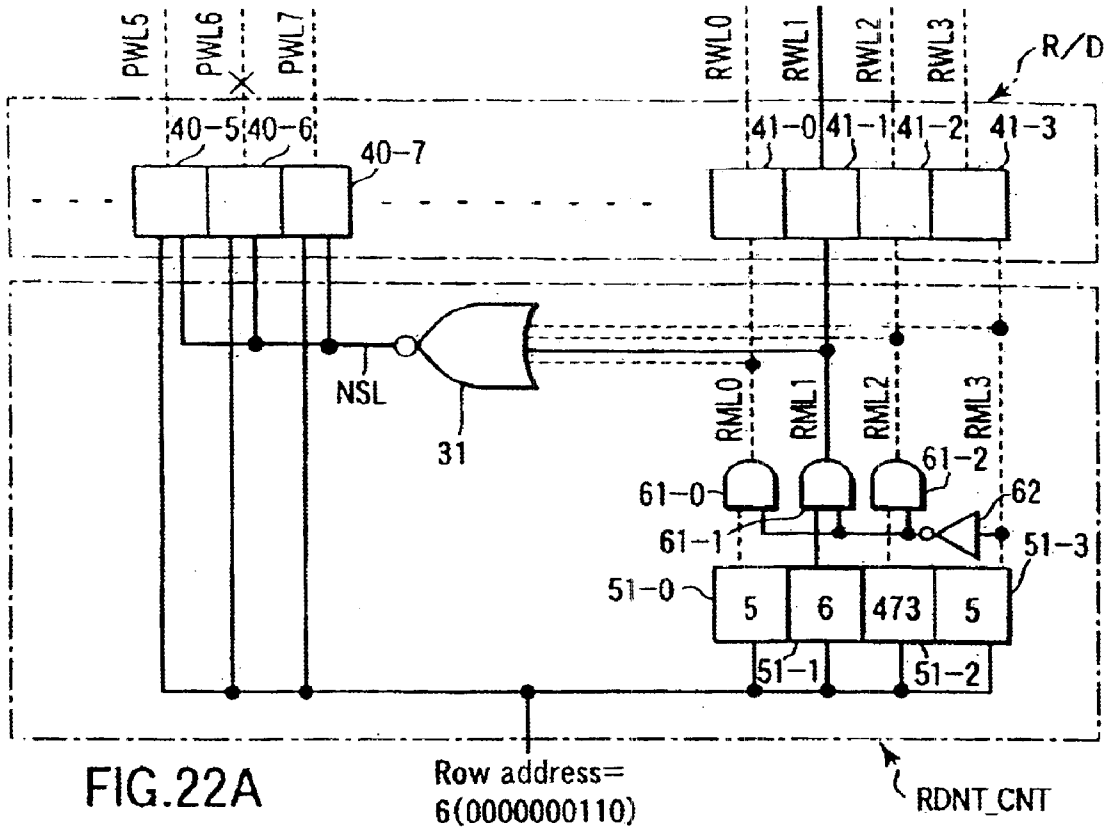 PWL5 PWL6 PWL7 RWL0 RWL1 RWL2 RWL3
R/D
40-5 40-6 40-7 41-0 41-1 41-2 41-3
NSL
31
RML0 RML1 RML2 RML3
61-0 61-1 61-2 62
51-0 51-3
5 6 473 5
51-1 51-2
FIG.22A
Row address=
6(0000000110)
RDNT_CNT